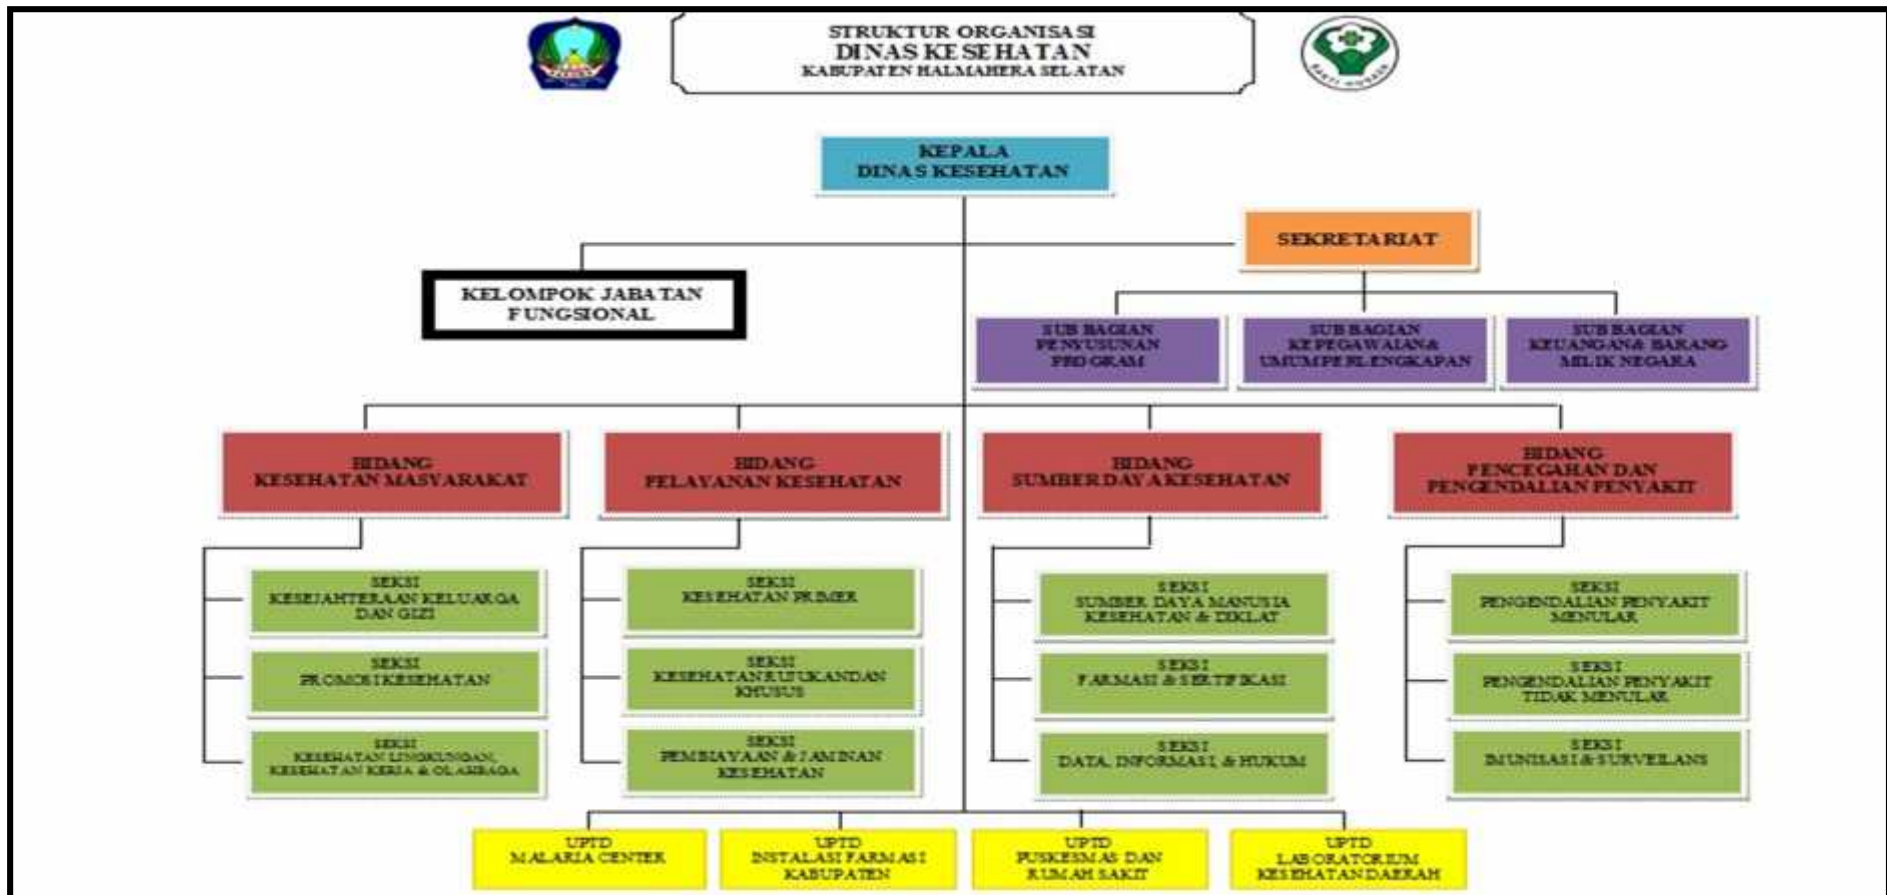 STRUKTUR ORGANISASI
DINAS KESEHATAN
KABUPATEN HALMAHERA SELATAN
BAKTI HUSADA
KEPALA
DINAS KESEHATAN
SEKRETARIAT
KELOMPOK JABATAN
FUNGSIONAL
SUB BAGIAN
PENYUSUNAN
PROGRAM
SUB BAGIAN
KEPEGAWAIAN&
UMUM PERLENGKAPAN
SUB BAGIAN
KEUANGAN& BARANG
MILIK NEGARA
BIDANG
KESEHATAN MASYARAKAT
BIDANG
PELAYANAN KESEHATAN
BIDANG
SUMBER DAYA KESEHATAN
BIDANG
PENCEGAHAN DAN
PENGENDALIAN PENYAKIT
SEKSI
KESEJAHTERAAN KELUARGA
DAN GIZI
SEKSI
PROMOSI KESEHATAN
SEKSI
KESEHATAN LINGKUNGAN,
KESEHATAN KERJA & OLAHRAGA
SEKSI
KESEHATAN PRIMER
SEKSI
KESEHATAN RUJUKAN DAN
KHUSUS
SEKSI
PEMBIAYAAN & JAMINAN
KESEHATAN
SEKSI
SUMBER DAYA MANUSIA
KESEHATAN & DIKLAT
SEKSI
FARMASI & SERTIFIKASI
SEKSI
DATA, INFORMASI, & HUKUM
SEKSI
PENGENDALIAN PENYAKIT
MENULAR
SEKSI
PENGENDALIAN PENYAKIT
TIDAK MENULAR
SEKSI
IMUNISASI & SURVEILANS
UPTD
MALARIA CENTER
UPTD
INSTALASI FARMASI
KABUPATEN
UPTD
PUSKESMAS DAN
RUMAH SAKIT
UPTD
LABORATORIUM
KESEHATAN DAERAH